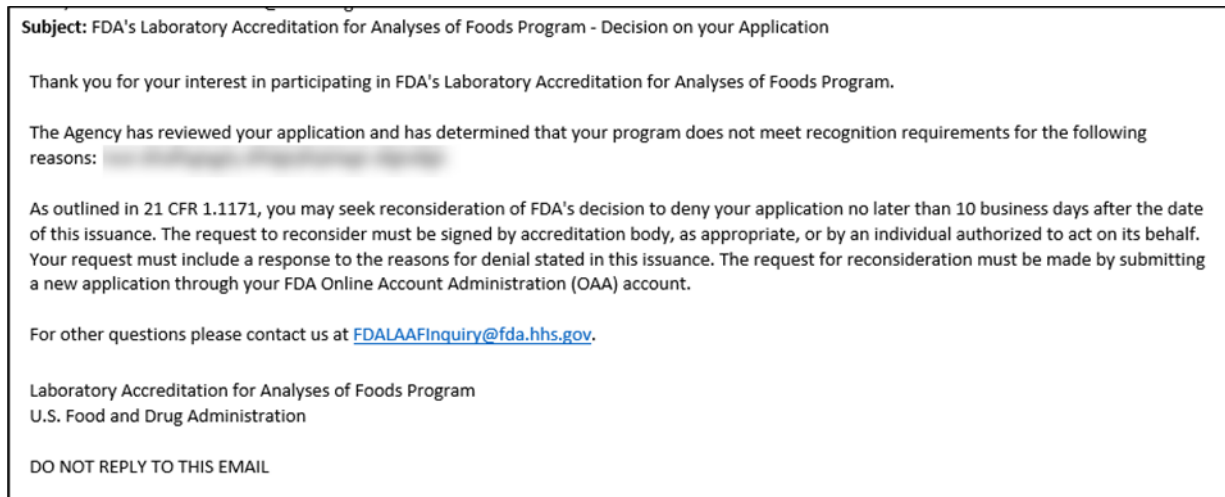 Subject: FDA's Laboratory Accreditation for Analyses of Foods Program - Decision on your Application
Thank you for your interest in participating in FDA's Laboratory Accreditation for Analyses of Foods Program.
The Agency has reviewed your application and has determined that your program does not meet recognition requirements for the following
reasons:
As outlined in 21 CFR 1.1171, you may seek reconsideration of FDA's decision to deny your application no later than 10 business days after the date
of this issuance. The request to reconsider must be signed by accreditation body, as appropriate, or by an individual authorized to act on its behalf.
Your request must include a response to the reasons for denial stated in this issuance. The request for reconsideration must be made by submitting
a new application through your FDA Online Account Administration (OAA) account.
For other questions please contact us at FDALAAFInquiry@fda.hhs.gov.
Laboratory Accreditation for Analyses of Foods Program
U.S. Food and Drug Administration
DO NOT REPLY TO THIS EMAIL